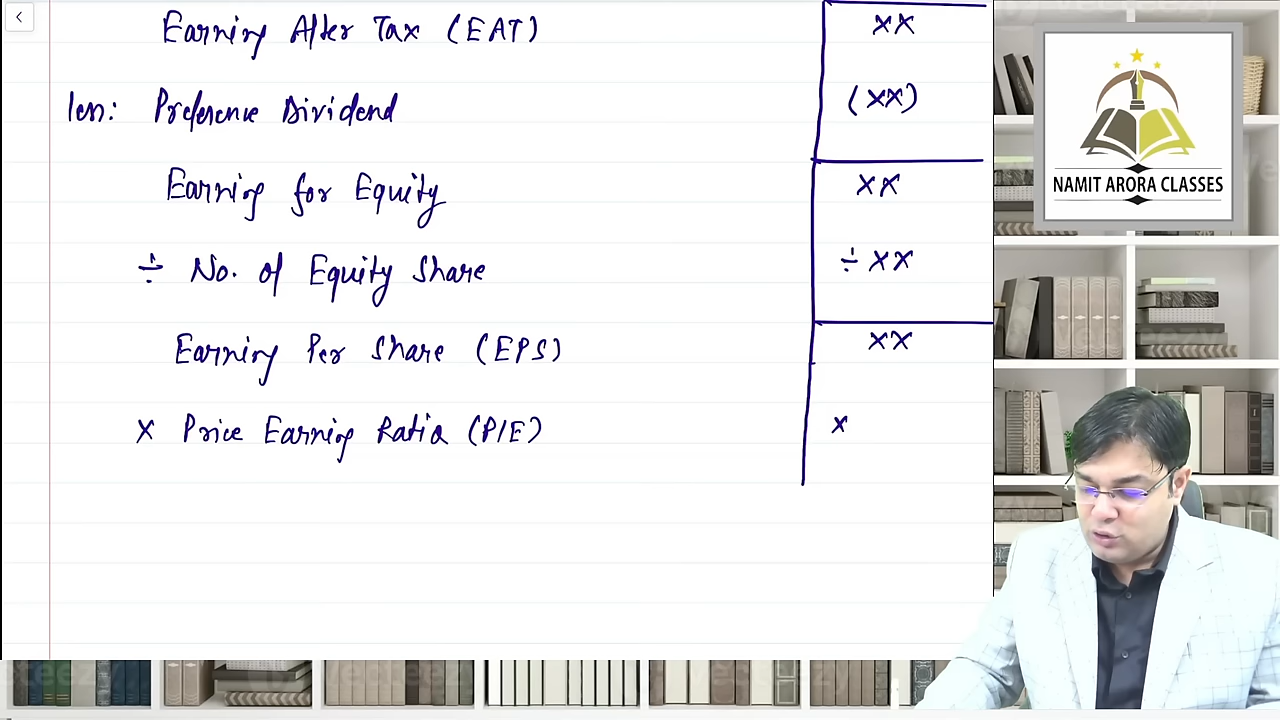 Earning After Tax (EAT) XX
less: Preference Dividend (XX)
Earning for Equity XX
÷ No. of Equity Share ÷ XX
Earning Per Share (EPS) XX
X Price Earning Ratio (P/E) X
NAMIT ARORA CLASSES